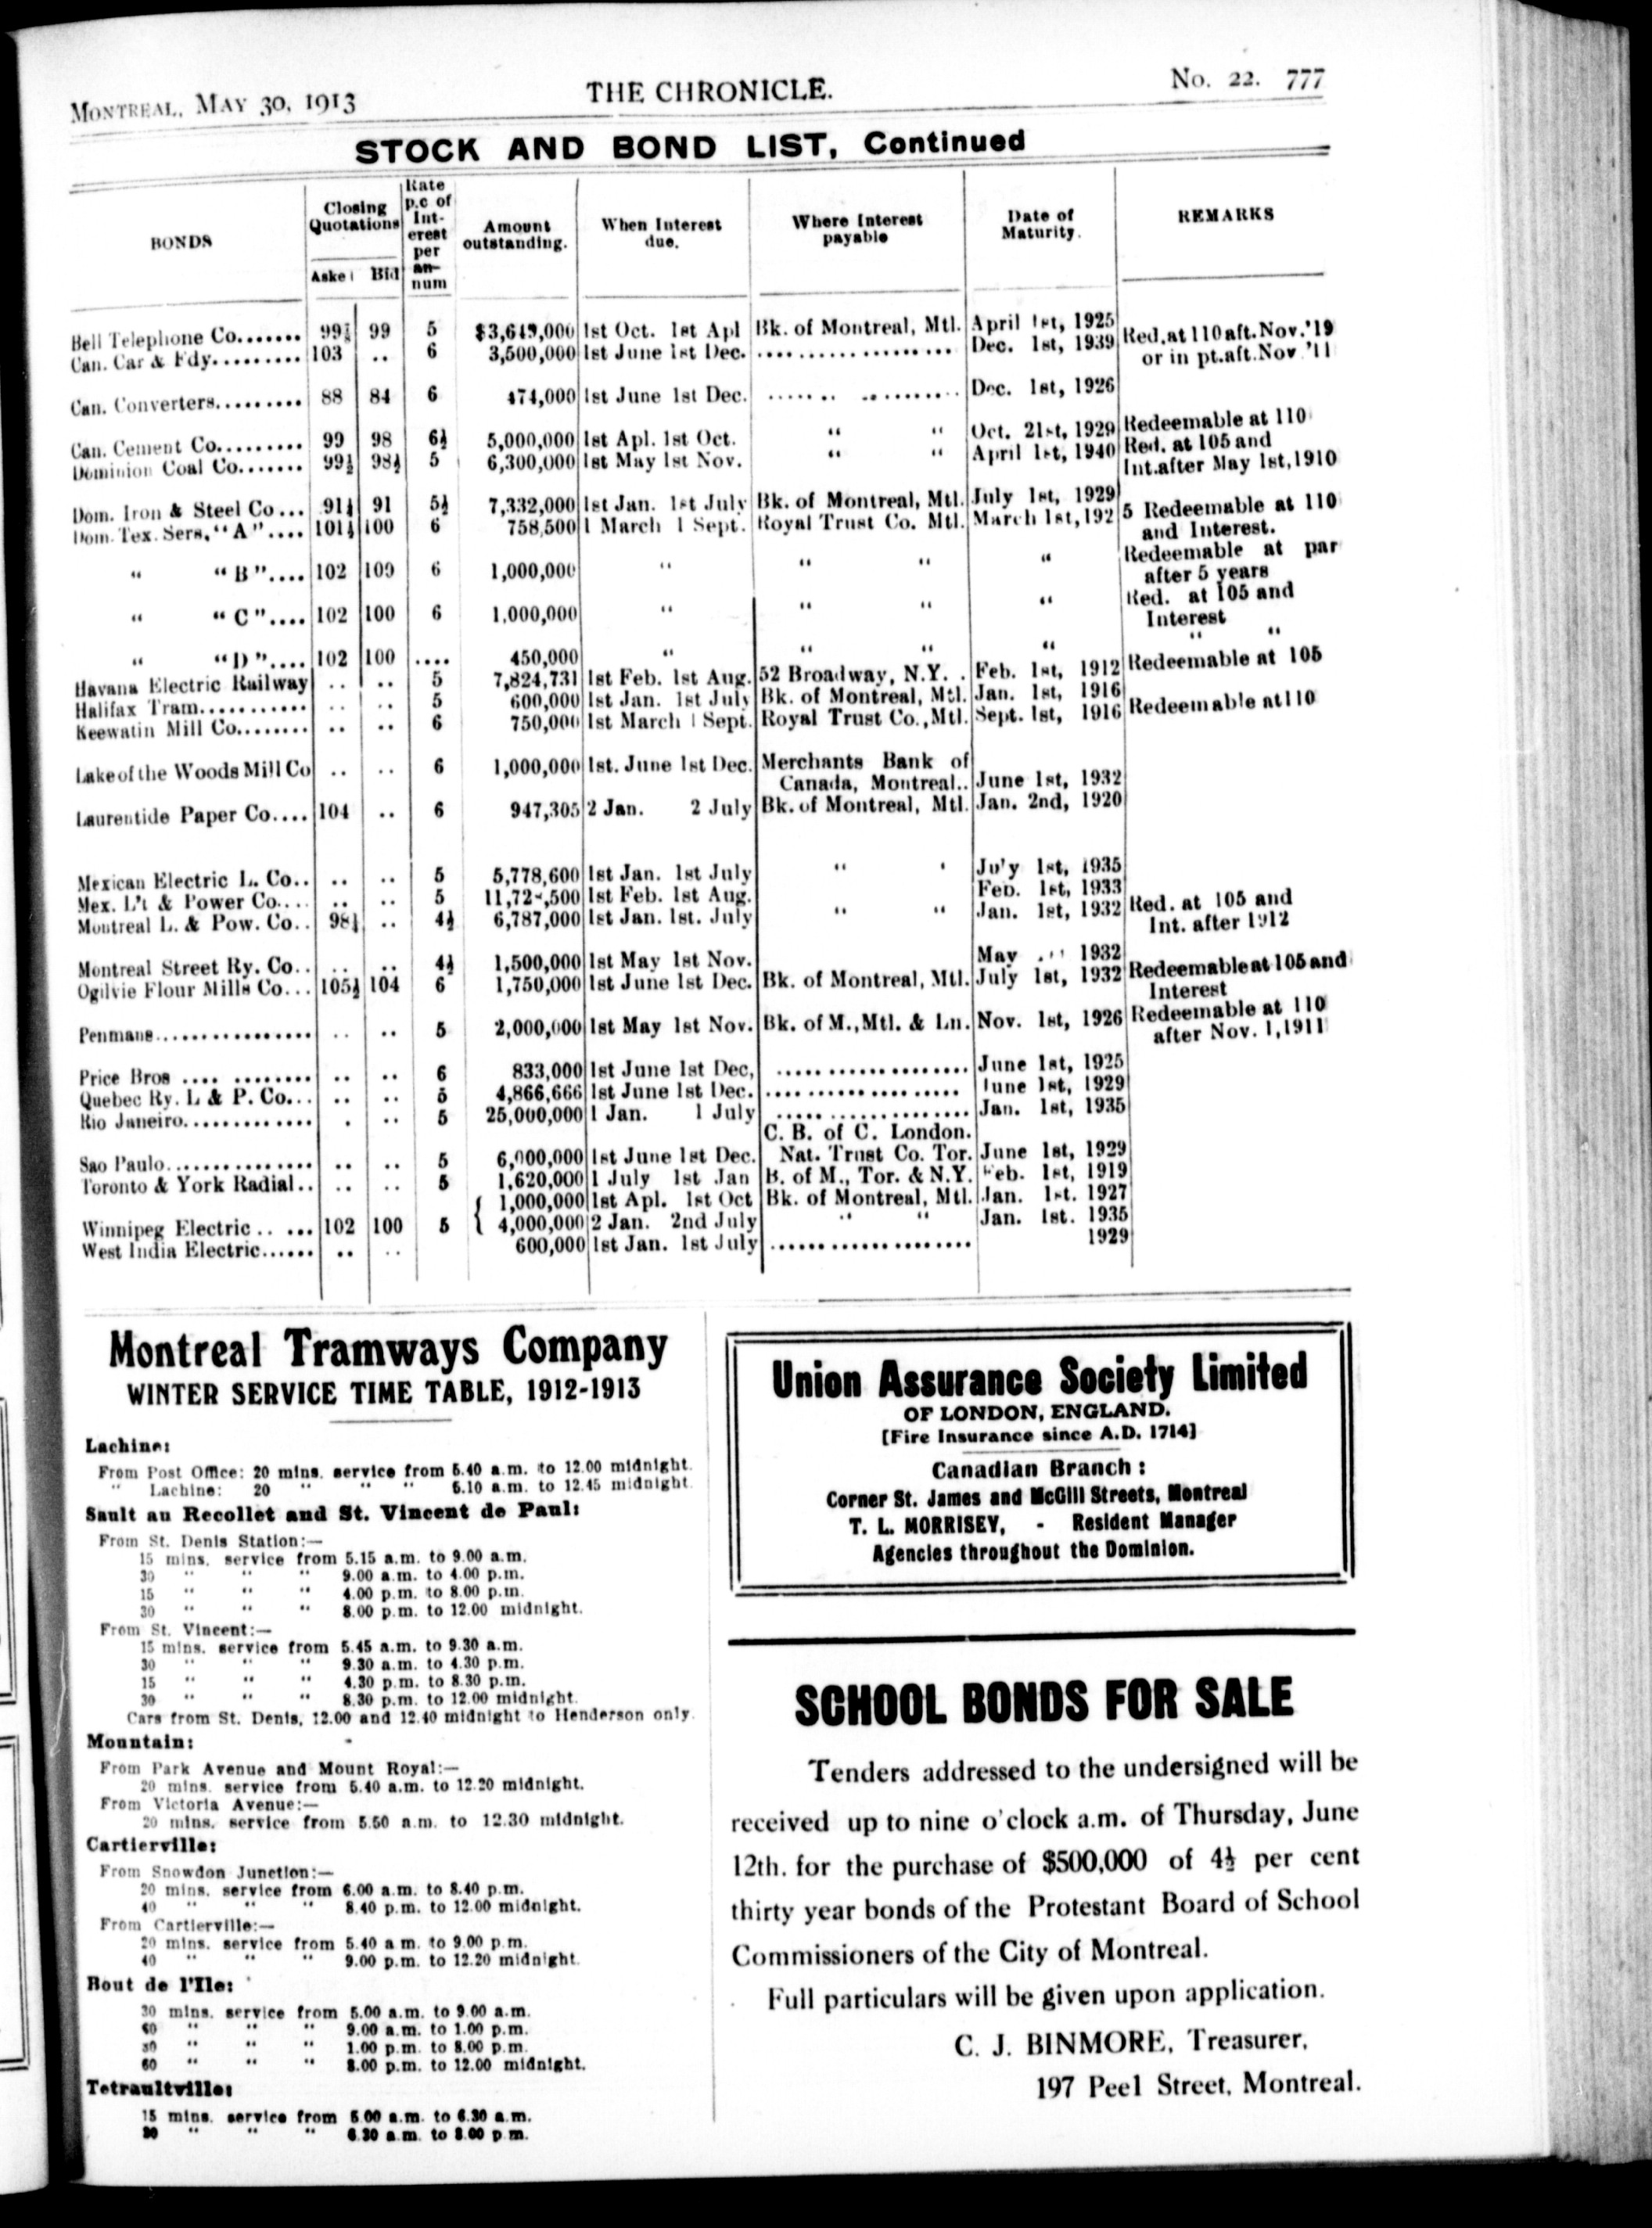 MONTREAL, MAY 30, 1913 THE CHRONICLE. No. 22. 777
STOCK AND BOND LIST, Continued
BONDS Closing Quotations Rate p.c of Int- erest per an- num Amount outstanding. When Interest due. Where Interest payable Date of Maturity. REMARKS
Aske Bid
Bell Telephone Co....... 99 99 5 $3,649,000 1st Oct. 1st Apl Bk. of Montreal, Mtl. April 1st, 1925
Can. Car & Fdy......... 103 .. 6 3,500,000 1st June 1st Dec. .................. Dec. 1st, 1939 Red.at 110 aft.Nov.'19
or in pt.aft.Nov '11
Can. Converters......... 88 84 6 474,000 1st June 1st Dec. ................ Dec. 1st, 1926
Can. Cement Co......... 99 98 6½ 5,000,000 1st Apl. 1st Oct. “ “ Oct. 21st, 1929 Redeemable at 110
Dominion Coal Co....... 99½ 98½ 5 6,300,000 1st May 1st Nov. “ “ April 1st, 1940 Red. at 105 and
Int.after May 1st,1910
Dom. Iron & Steel Co... 91½ 91 5½ 7,332,000 1st Jan. 1st July Bk. of Montreal, Mtl. July 1st, 1929
Dom. Tex. Sers. “A”.... 101½ 100 6 758,500 1 March 1 Sept. Royal Trust Co. Mtl. March 1st,192 5 Redeemable at 110
and Interest.
“ “B”.... 102 100 6 1,000,000 “ “ “ “ Redeemable at par
after 5 years
“ “C”.... 102 100 6 1,000,000 “ “ “ “ Red. at 105 and
Interest
“ “D”.... 102 100 .... 450,000 “ “ “ “ “ “
Havana Electric Railway .. .. 5 7,824,731 1st Feb. 1st Aug. 52 Broadway, N.Y. . Feb. 1st, 1912 Redeemable at 105
Halifax Tram........... .. .. 5 600,000 1st Jan. 1st July Bk. of Montreal, Mtl. Jan. 1st, 1916
Keewatin Mill Co........ .. .. 6 750,000 1st March 1 Sept. Royal Trust Co., Mtl. Sept. 1st, 1916 Redeemable at 110
Lake of the Woods Mill Co .. .. 6 1,000,000 1st. June 1st Dec. Merchants Bank of
Canada, Montreal.. June 1st, 1932
Laurentide Paper Co.... 104 .. 6 947,305 2 Jan. 2 July Bk. of Montreal, Mtl. Jan. 2nd, 1920
Mexican Electric L. Co.. .. .. 5 5,778,600 1st Jan. 1st July “ ' Ju'y 1st, 1935
Mex. L't & Power Co.... .. .. 5 11,72-,500 1st Feb. 1st Aug. Feb. 1st, 1933
Montreal L. & Pow. Co.. 98½ .. 4½ 6,787,000 1st Jan. 1st. July “ “ Jan. 1st, 1932 Red. at 105 and
Int. after 1912
Montreal Street Ry. Co.. .. .. 4½ 1,500,000 1st May 1st Nov. May 1932
Ogilvie Flour Mills Co... 105½ 104 6 1,750,000 1st June 1st Dec. Bk. of Montreal, Mtl. July 1st, 1932 Redeemable at 105 and
Interest
Penmans................ .. .. 5 2,000,000 1st May 1st Nov. Bk. of M.,Mtl. & Ln. Nov. 1st, 1926 Redeemable at 110
after Nov. 1,1911
Price Bros .... ........ .. .. 6 833,000 1st June 1st Dec, ................... June 1st, 1925
Quebec Ry. L & P. Co... .. .. 5 4,866,666 1st June 1st Dec. ................... June 1st, 1929
Rio Janeiro............. . .. 5 25,000,000 1 Jan. 1 July ................... Jan. 1st, 1935
C. B. of C. London.
Sao Paulo............... .. .. 5 6,000,000 1st June 1st Dec. Nat. Trust Co. Tor. June 1st, 1929
Toronto & York Radial.. .. .. 5 1,620,000 1 July 1st Jan B. of M., Tor. & N.Y. Feb. 1st, 1919
{ 1,000,000 1st Apl. 1st Oct Bk. of Montreal, Mtl. Jan. 1st. 1927
Winnipeg Electric .. ... 102 100 5 4,000,000 2 Jan. 2nd July “ “ Jan. 1st. 1935
West India Electric...... .. .. 600,000 1st Jan. 1st July .................... 1929
Montreal Tramways Company
WINTER SERVICE TIME TABLE, 1912-1913
Lachine:
From Post Office: 20 mins. service from 5.40 a.m. to 12.00 midnight.
“ Lachine: 20 “ “ “ 6.10 a.m. to 12.45 midnight.
Sault au Recollet and St. Vincent de Paul:
From St. Denis Station:—
15 mins. service from 5.15 a.m. to 9.00 a.m.
30 “ “ “ 9.00 a.m. to 4.00 p.m.
15 “ “ “ 4.00 p.m. to 8.00 p.m.
30 “ “ “ 8.00 p.m. to 12.00 midnight.
From St. Vincent:—
15 mins. service from 5.45 a.m. to 9.30 a.m.
30 “ “ “ 9.30 a.m. to 4.30 p.m.
15 “ “ “ 4.30 p.m. to 8.30 p.m.
30 “ “ “ 8.30 p.m. to 12.00 midnight.
Cars from St. Denis, 12.00 and 12.40 midnight to Henderson only.
Mountain:
From Park Avenue and Mount Royal:—
20 mins. service from 5.40 a.m. to 12.20 midnight.
From Victoria Avenue:—
20 mins. service from 5.50 a.m. to 12.30 midnight.
Cartierville:
From Snowdon Junction:—
20 mins. service from 6.00 a.m. to 8.40 p.m.
40 “ “ “ 8.40 p.m. to 12.00 midnight.
From Cartierville:—
20 mins. service from 5.40 a m. to 9.00 p.m.
40 “ “ “ 9.00 p.m. to 12.20 midnight.
Bout de l'Ile:
30 mins. service from 5.00 a.m. to 9.00 a.m.
60 “ “ “ 9.00 a.m. to 1.00 p.m.
30 “ “ “ 1.00 p.m. to 8.00 p.m.
60 “ “ “ 8.00 p.m. to 12.00 midnight.
Tetraultville:
15 mins. service from 5.00 a.m. to 6.30 a.m.
30 “ “ “ 6.30 a.m. to 8.00 p.m.
Union Assurance Society Limited
OF LONDON, ENGLAND.
[Fire Insurance since A.D. 1714]
Canadian Branch :
Corner St. James and McGill Streets, Montreal
T. L. MORRISEY, - Resident Manager
Agencies throughout the Dominion.
SCHOOL BONDS FOR SALE
Tenders addressed to the undersigned will be
received up to nine o'clock a.m. of Thursday, June
12th. for the purchase of $500,000 of 4½ per cent
thirty year bonds of the Protestant Board of School
Commissioners of the City of Montreal.
Full particulars will be given upon application.
C. J. BINMORE, Treasurer,
197 Peel Street, Montreal.